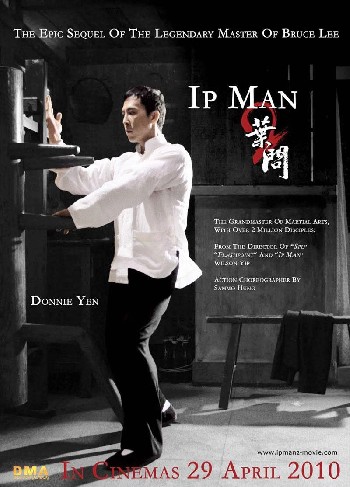 THE EPIC SEQUEL OF THE LEGENDARY MASTER OF BRUCE LEE
IP MAN
2
葉
問
THE GRANDMASTER OF MARTIAL ARTS,
WITH OVER 2 MILLION DISCIPLES.
FROM THE DIRECTOR OF "SPL"
"FLASHPOINT" AND "IP MAN"
WILSON YIP
ACTION CHOREOGRAPHER BY
SAMMO HUNG
DONNIE YEN
www.ipman2-movie.com
DMA
IN CINEMAS 29 APRIL 2010